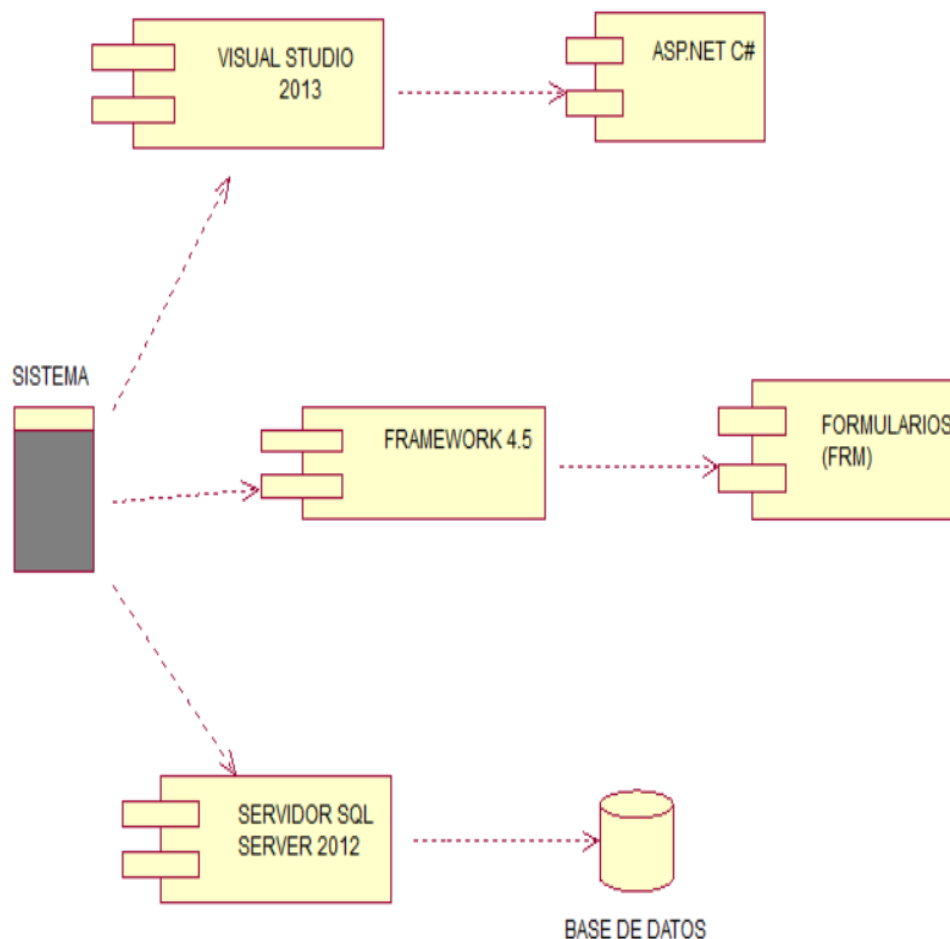 VISUAL STUDIO
2013
ASP.NET C#
SISTEMA
FRAMEWORK 4.5
FORMULARIOS
(FRM)
SERVIDOR SQL
SERVER 2012
BASE DE DATOS